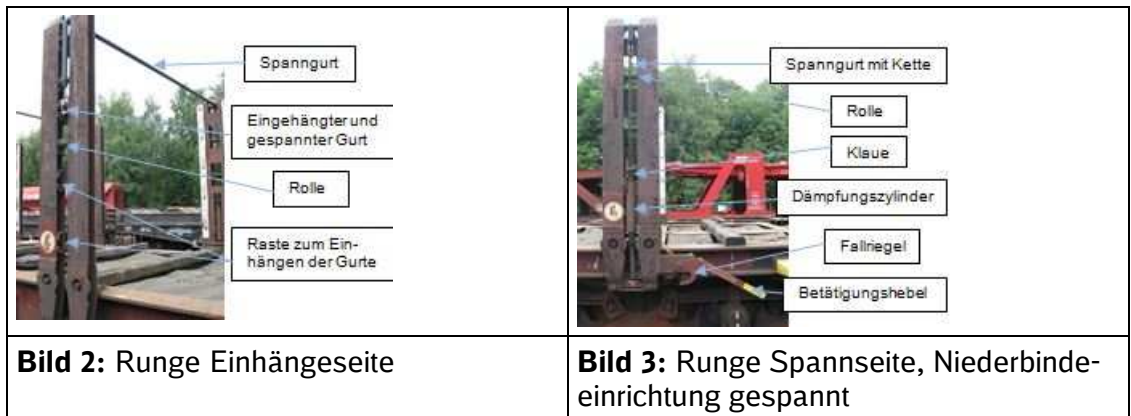 Spanngurt
Eingehängter und
gespannter Gurt
Rolle
Raste zum Ein-
hängen der Gurte
Bild 2: Runge Einhängeseite
Spanngurt mit Kette
Rolle
Klaue
Dämpfungszylinder
Fallriegel
Betätigungshebel
Bild 3: Runge Spannseite, Niederbinde-
einrichtung gespannt